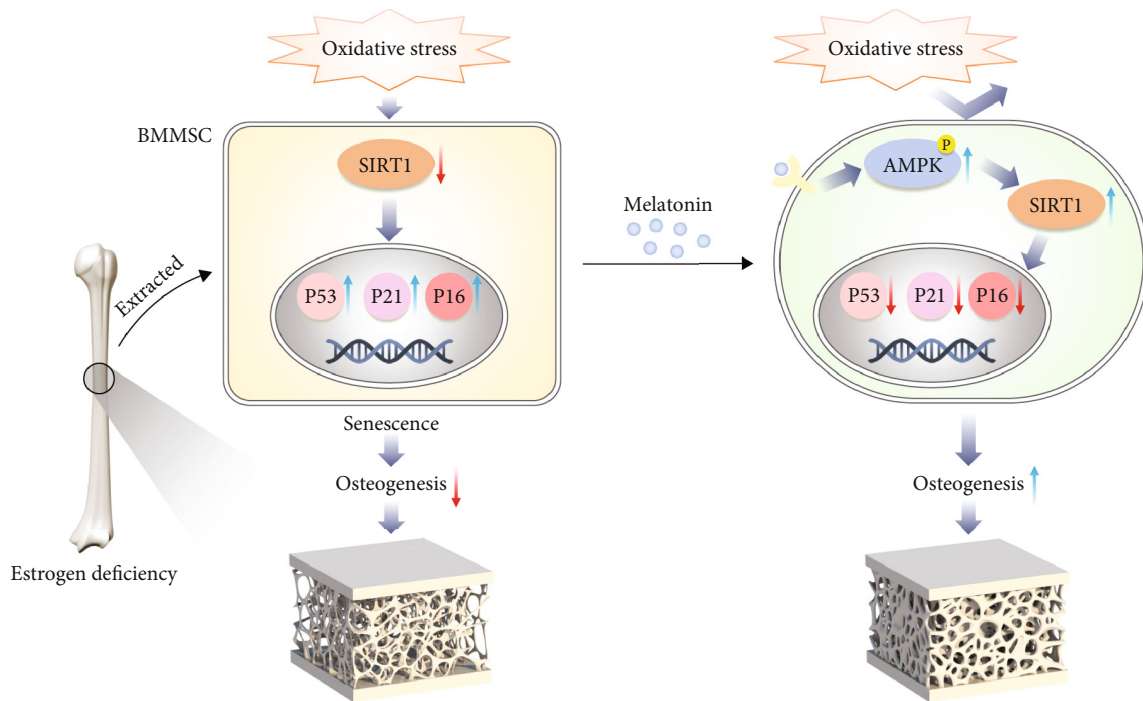 Oxidative stress
BMMSC
SIRT1
P53
P21
P16
Extracted
Estrogen deficiency
Senescence
Osteogenesis
Melatonin
Oxidative stress
P
AMPK
SIRT1
P53
P21
P16
Osteogenesis